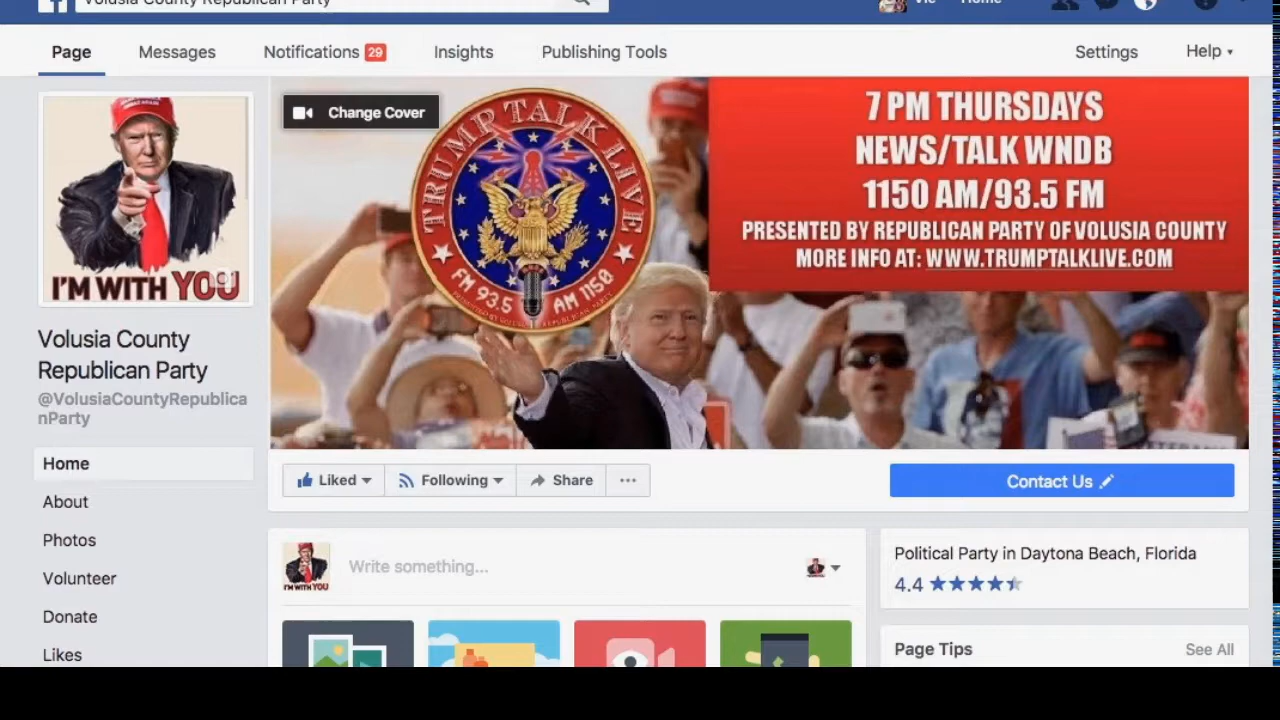 Volusia County Republican Party
Vic Home
Page Messages Notifications 29 Insights Publishing Tools Settings Help
Change Cover
TRUMP TALK LIVE
FM 93.5 AM 1150
7 PM THURSDAYS
NEWS/TALK WNDB
1150 AM/93.5 FM
PRESENTED BY REPUBLICAN PARTY OF VOLUSIA COUNTY
MORE INFO AT: WWW.TRUMPTALKLIVE.COM
I'M WITH YOU
Volusia County
Republican Party
@VolusiaCountyRepublica
nParty
Home
About
Photos
Volunteer
Donate
Likes
Liked Following Share ...
Contact Us
I'M WITH YOU
Write something...
Political Party in Daytona Beach, Florida
4.4
Page Tips See All